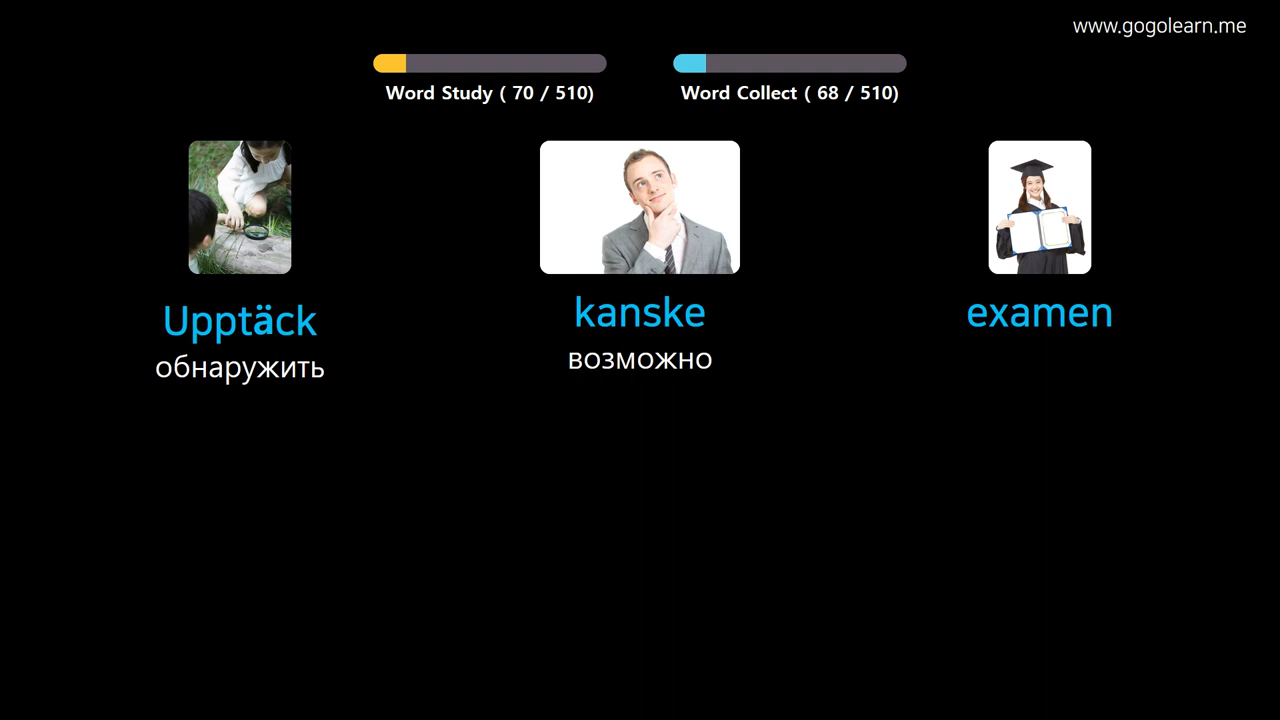 www.gogolearn.me
Word Study ( 70 / 510)
Word Collect ( 68 / 510)
Upptäck
обнаружить
kanske
возможно
examen